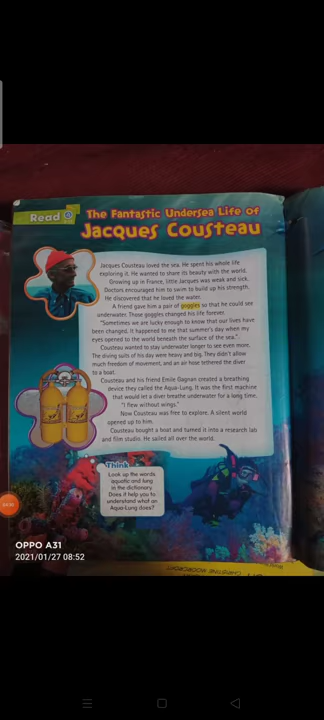 Read
The Fantastic Undersea Life of
Jacques Cousteau
Jacques Cousteau loved the sea. He spent his whole life
exploring it. He wanted to share its beauty with the world.
Growing up in France, little Jacques was weak and sick.
Doctors encouraged him to swim to build up his strength.
He discovered that he loved the water.
A friend gave him a pair of goggles so that he could see
underwater. Those goggles changed his life forever.
"Sometimes we are lucky enough to know that our lives have
been changed. It happened to me that summer's day when my
eyes opened to the world beneath the surface of the sea."
Cousteau wanted to stay underwater longer to see even more.
The diving suits of his day were heavy and big. They didn't allow
much freedom of movement, and an air hose tethered the diver
to a boat.
Cousteau and his friend Emile Gagnan created a breathing
device they called the Aqua-Lung. It was the first machine
that would let a diver breathe underwater for a long time.
"I flew without wings."
Now Cousteau was free to explore. A silent world
opened up to him.
Cousteau bought a boat and turned it into a research lab
and film studio. He sailed all over the world.
Think
Look up the words
aquatic and lung
in the dictionary.
Does it help you to
understand what an
Aqua-Lung does?
OPPO A31
2021/01/27 08:52